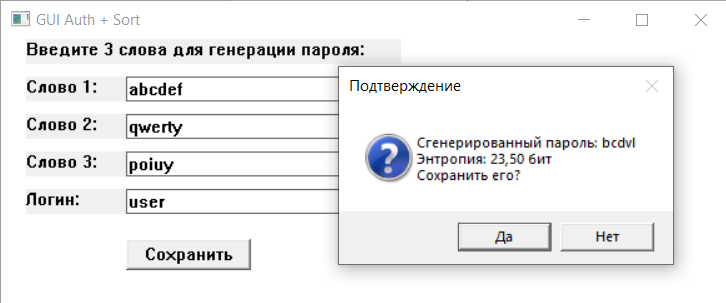 GUI Auth + Sort
Введите 3 слова для генерации пароля:
Слово 1: abcdef
Слово 2: qwerty
Слово 3: poiuy
Логин: user
Сохранить
Подтверждение
Сгенерированный пароль: bcdvl
Энтропия: 23,50 бит
Сохранить его?
Да Нет